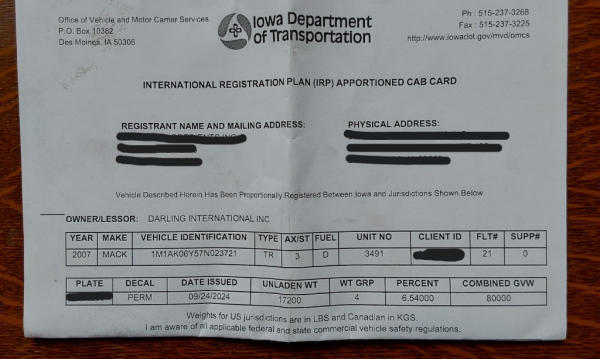 Office of Vehicle and Motor Carrier Services
P.O. Box 10382
Des Moines, IA 50306
Iowa Department
of Transportation
Ph : 515-237-3268
Fax : 515-237-3225
http://www.iowadot.gov/mvd/omcs
INTERNATIONAL REGISTRATION PLAN (IRP) APPORTIONED CAB CARD
REGISTRANT NAME AND MAILING ADDRESS:
PHYSICAL ADDRESS:
Vehicle Described Herein Has Been Proportionally Registered Between Iowa and Jurisdictions Shown Below
OWNER/LESSOR: DARLING INTERNATIONAL INC
YEAR MAKE VEHICLE IDENTIFICATION TYPE AX/ST FUEL UNIT NO CLIENT ID FLT# SUPP#
2007 MACK 1M1AK06Y57N023721 TR 3 D 3491 21 0
PLATE DECAL DATE ISSUED UNLADEN WT WT GRP PERCENT COMBINED GVW
PERM 09/24/2024 17200 4 6.54000 80000
Weights for US jurisdictions are in LBS and Canadian in KGS.
I am aware of all applicable federal and state commercial vehicle safety regulations.